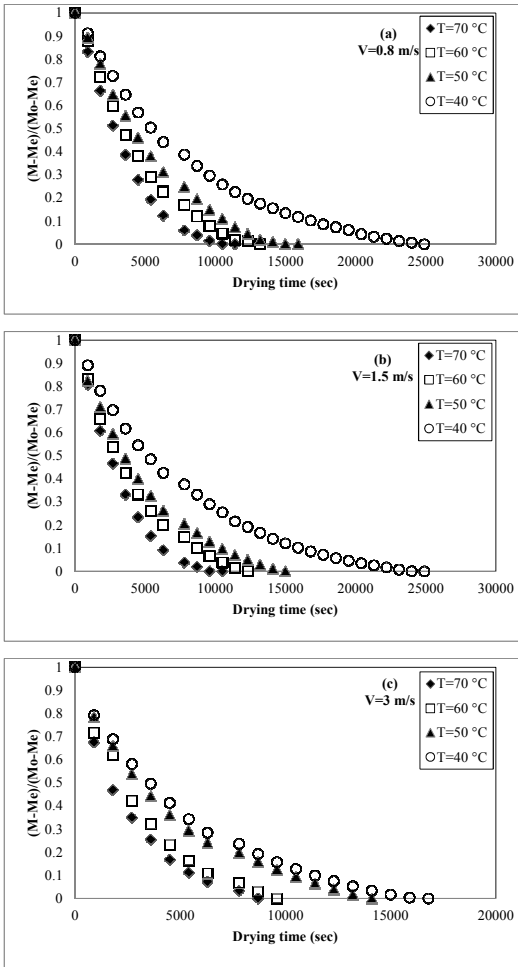 (a)
V=0.8 m/s
T=70 °C
T=60 °C
T=50 °C
T=40 °C
(M-Me)/(Mo-Me)
1
0.9
0.8
0.7
0.6
0.5
0.4
0.3
0.2
0.1
0
0 5000 10000 15000 20000 25000 30000
Drying time (sec)
(b)
V=1.5 m/s
T=70 °C
T=60 °C
T=50 °C
T=40 °C
(M-Me)/(Mo-Me)
1
0.9
0.8
0.7
0.6
0.5
0.4
0.3
0.2
0.1
0
0 5000 10000 15000 20000 25000 30000
Drying time (sec)
(c)
V=3 m/s
T=70 °C
T=60 °C
T=50 °C
T=40 °C
(M-Me)/(Mo-Me)
1
0.9
0.8
0.7
0.6
0.5
0.4
0.3
0.2
0.1
0
0 5000 10000 15000 20000
Drying time (sec)